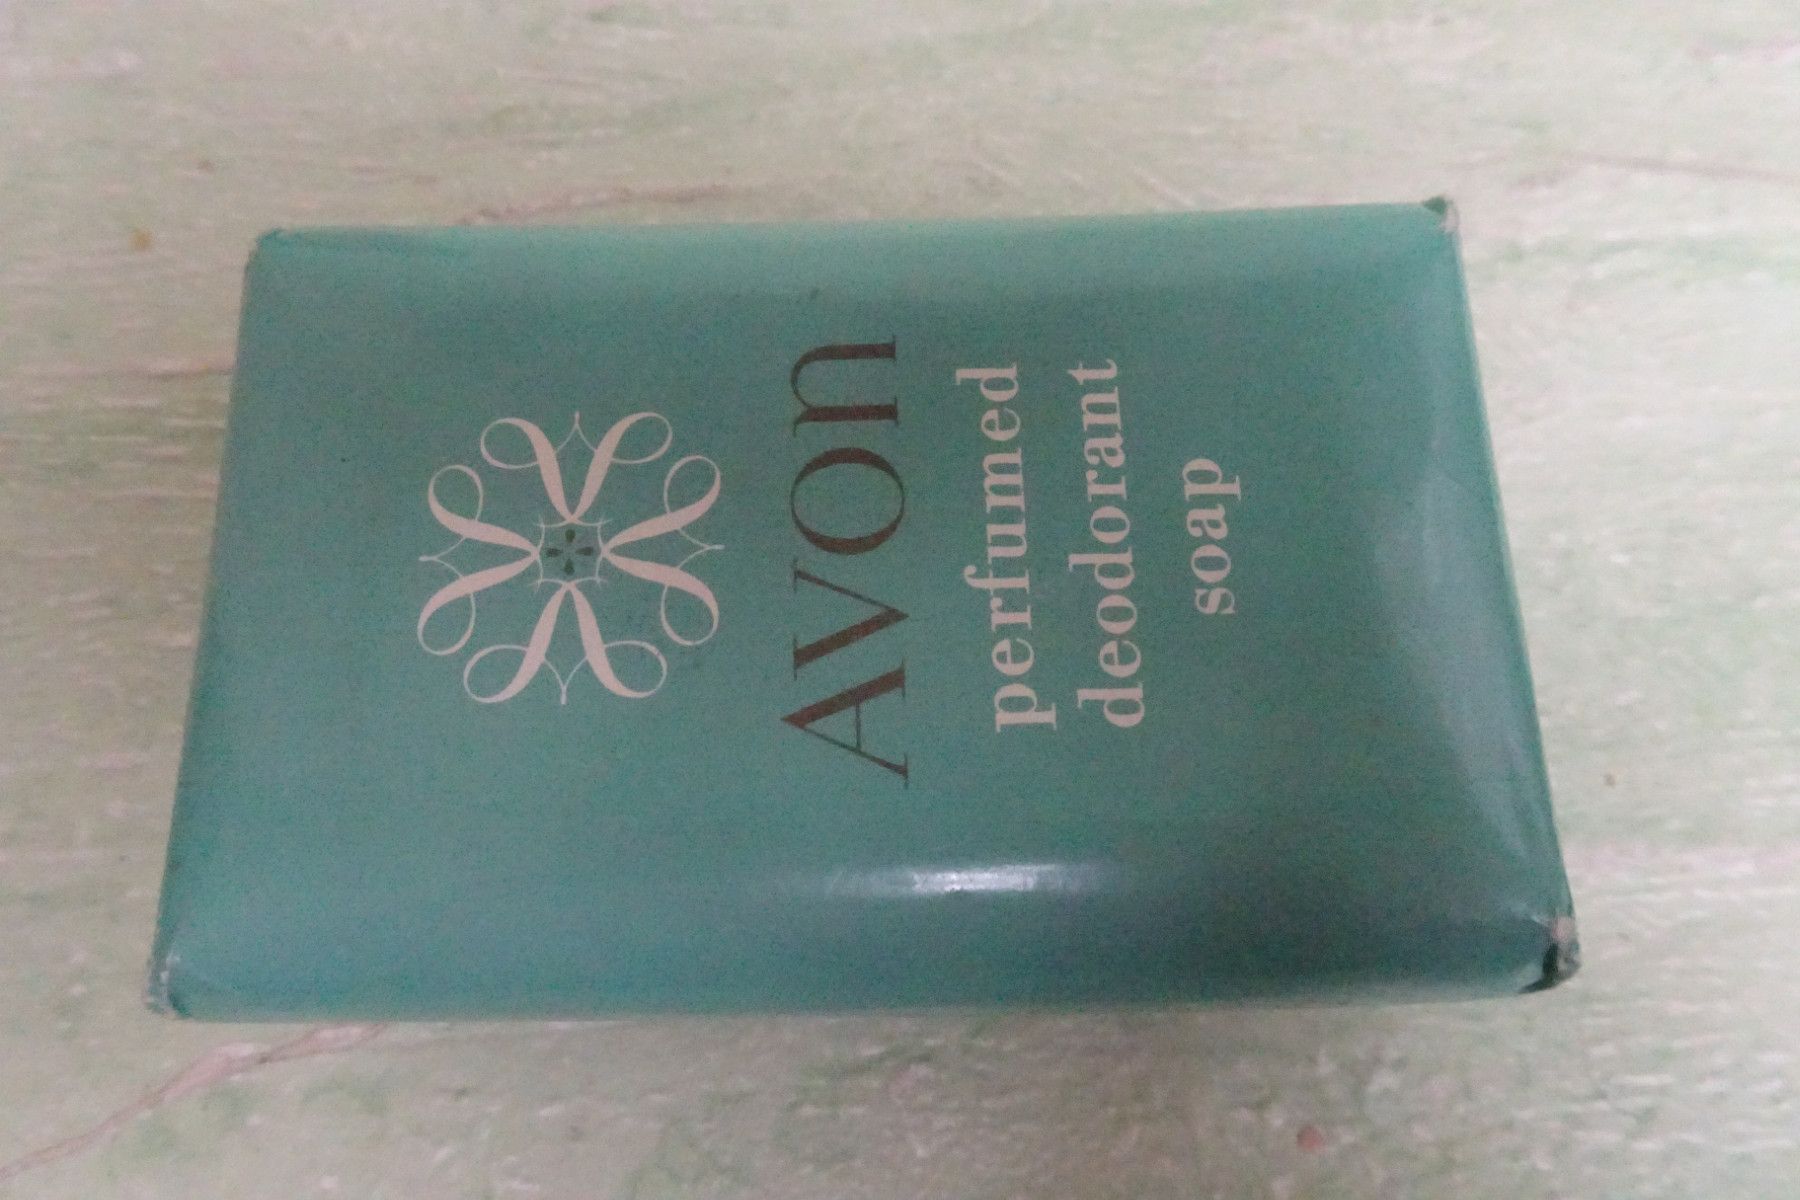 AVON
perfumed
deodorant
soap